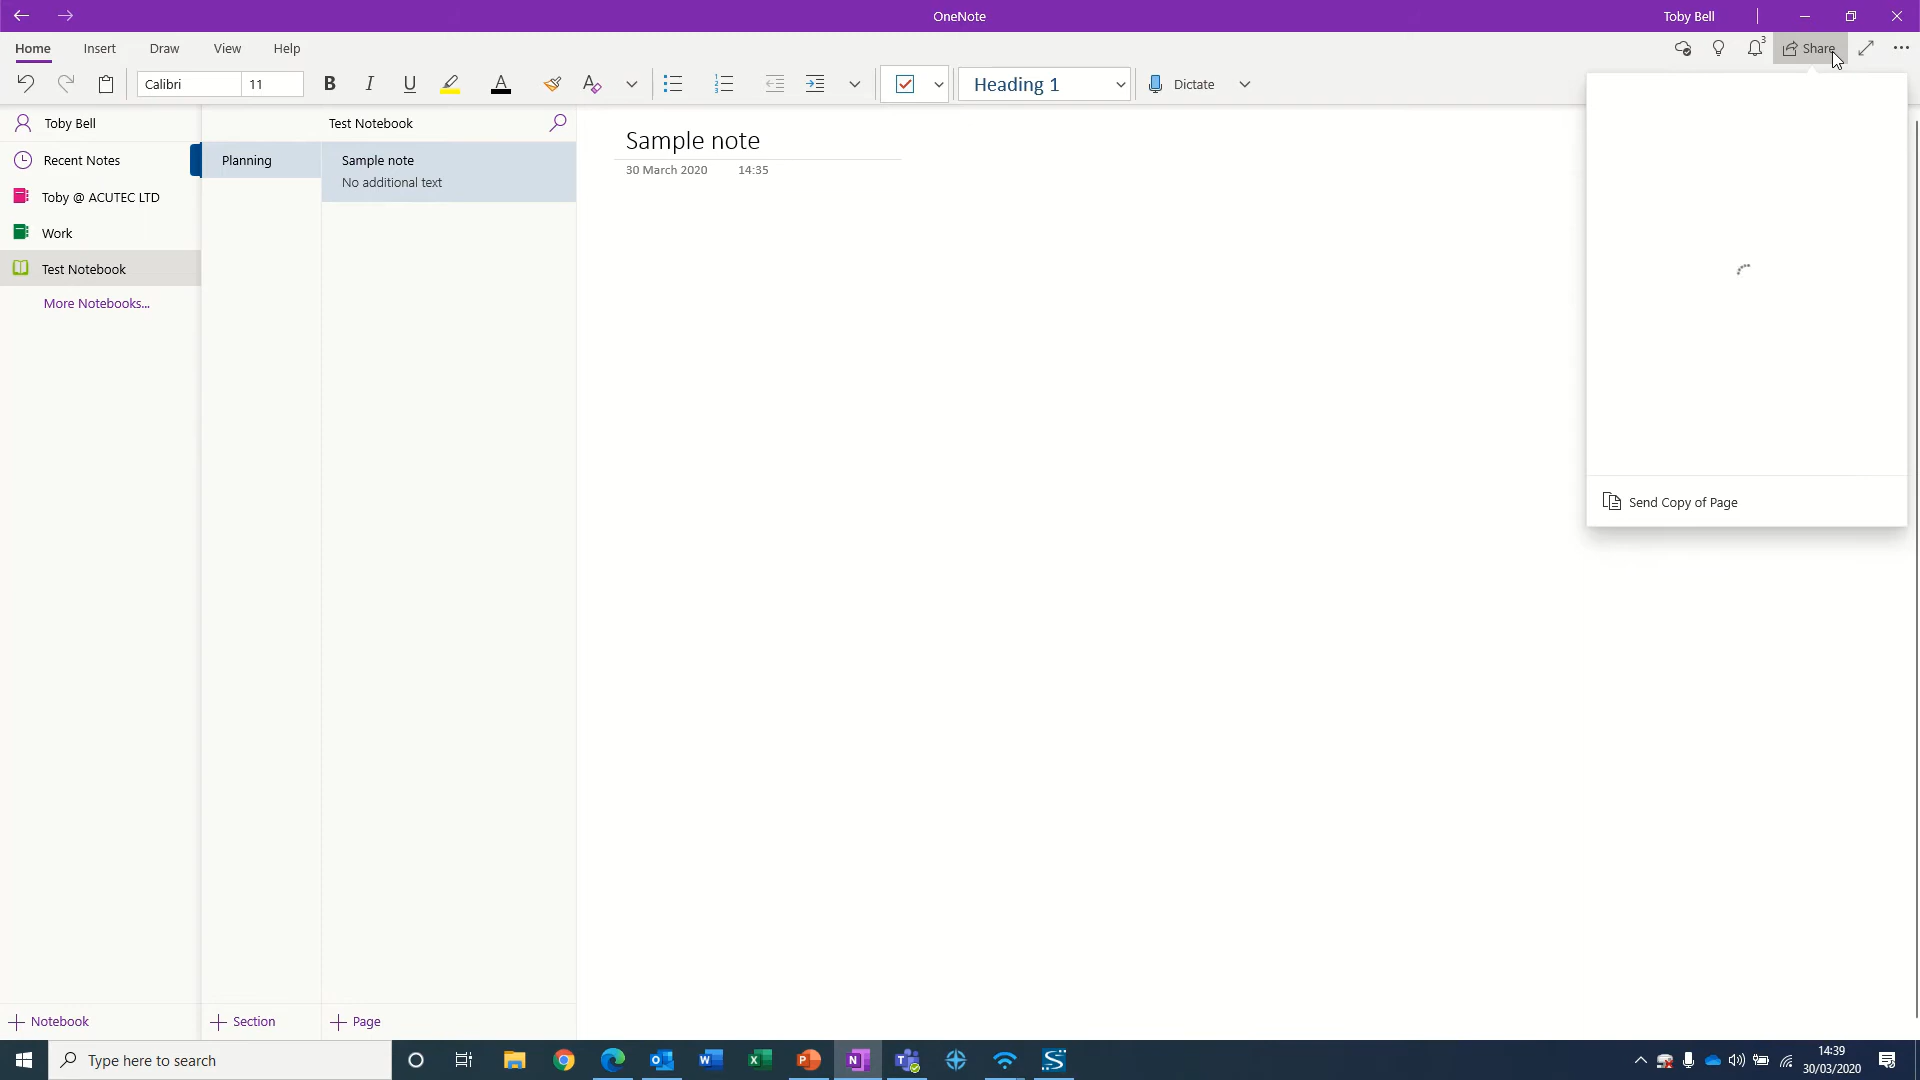 OneNote
Toby Bell
Home Insert Draw View Help
3
Share
Calibri 11 B I U A A Heading 1 Dictate
Toby Bell
Recent Notes
Toby @ ACUTEC LTD
Work
Test Notebook
More Notebooks...
Test Notebook
Planning
Sample note
No additional text
Sample note
30 March 2020 14:35
Send Copy of Page
Notebook
Section
Page
Type here to search
14:39
30/03/2020